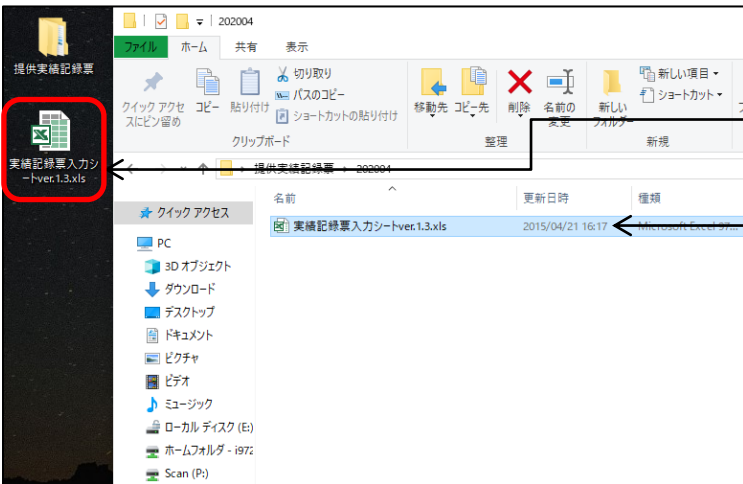 提供実績記録票
実績記録票入力シ
ートver.1.3.xls
202004
ファイル ホーム 共有 表示
クイック アクセ
スにピン留め
コピー
貼り付け
切り取り
パスのコピー
ショートカットの貼り付け
クリップボード
移動先
コピー先
削除
名前の
変更
整理
新しい
フォルダー
新しい項目
ショートカット
新規
提供実績記録票 › 202004
名前 更新日時 種類
実績記録票入力シートver.1.3.xls 2015/04/21 16:17 Microsoft Excel 97...
クイック アクセス
PC
3D オブジェクト
ダウンロード
デスクトップ
ドキュメント
ピクチャ
ビデオ
ミュージック
ローカル ディスク (E:)
ホームフォルダ - i972
Scan (P:)